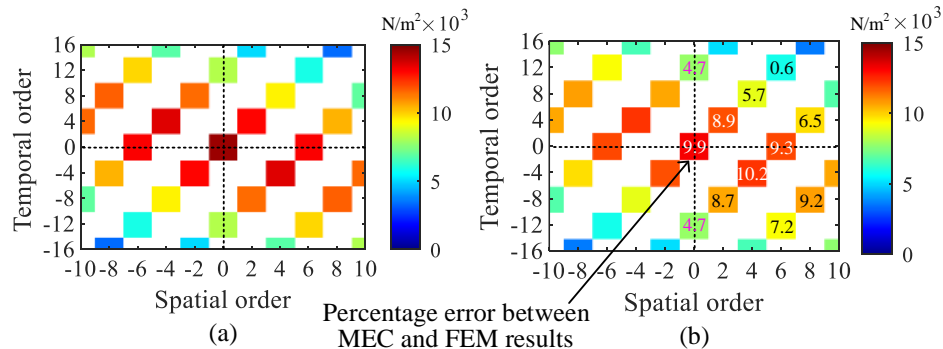 N/m²×10³
16
12
8
4
0
-4
-8
-12
-16
Temporal order
-10 -8 -6 -4 -2 0 2 4 6 8 10
Spatial order
15
10
5
0
(a)
N/m²×10³
16
12
8
4
0
-4
-8
-12
-16
Temporal order
4.7 0.6
5.7
8.9 6.5
9.9 9.3
10.2
8.7 9.2
4.7 7.2
-10 -8 -6 -4 -2 0 2 4 6 8 10
Spatial order
15
10
5
0
Percentage error between
MEC and FEM results
(b)